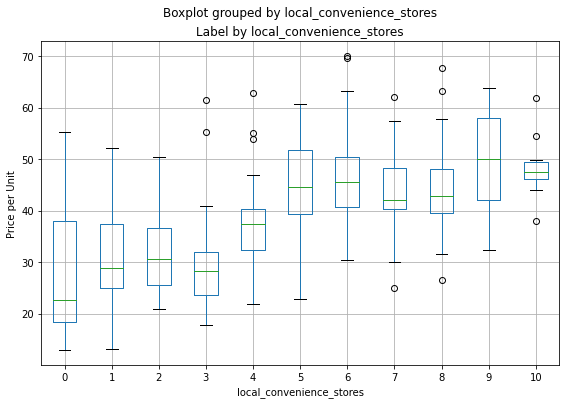 Boxplot grouped by local_convenience_stores
Label by local_convenience_stores
Price per Unit
70
60
50
40
30
20
0 1 2 3 4 5 6 7 8 9 10
local_convenience_stores